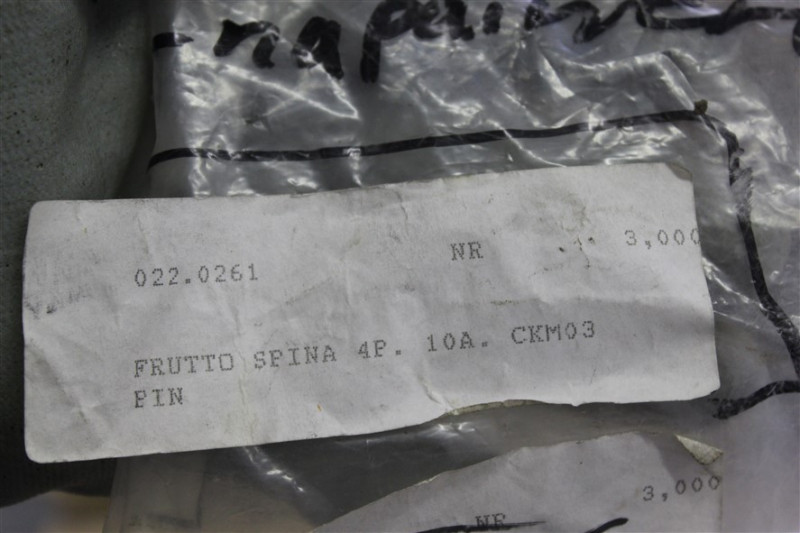 022.0261 NR 3,000
FRUTTO SPINA 4P. 10A. CKM03
PIN
3,000
NR